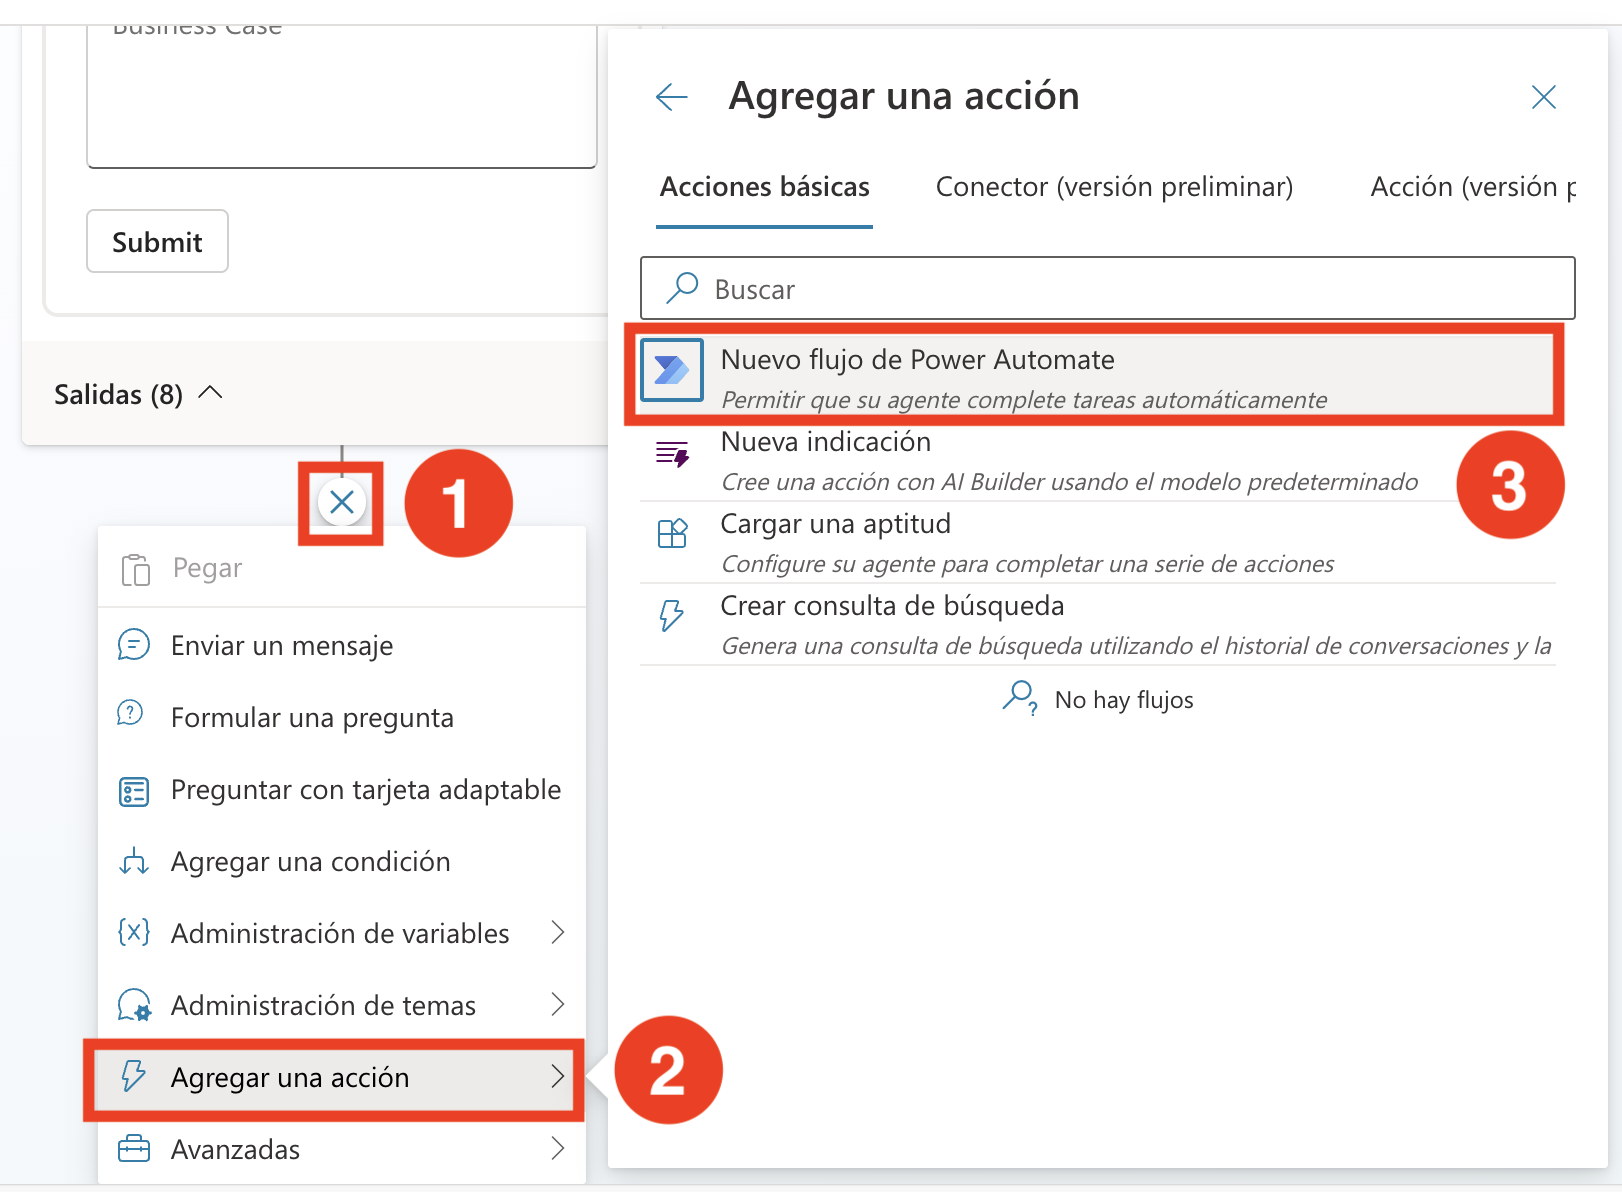 Business Case
Submit
Salidas (8)
1
Pegar
Enviar un mensaje
Formular una pregunta
Preguntar con tarjeta adaptable
Agregar una condición
Administración de variables
Administración de temas
Agregar una acción
2
Avanzadas
Agregar una acción
Acciones básicas
Conector (versión preliminar)
Acción (versión p
Buscar
Nuevo flujo de Power Automate
Permitir que su agente complete tareas automáticamente
Nueva indicación
Cree una acción con AI Builder usando el modelo predeterminado
3
Cargar una aptitud
Configure su agente para completar una serie de acciones
Crear consulta de búsqueda
Genera una consulta de búsqueda utilizando el historial de conversaciones y la
No hay flujos